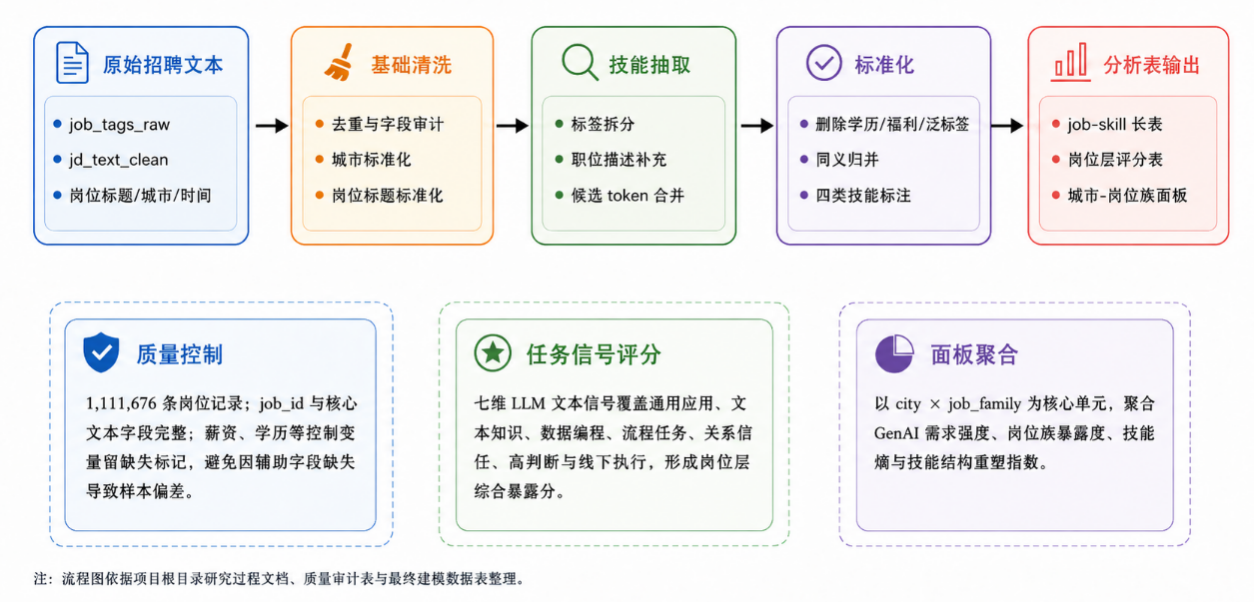 原始招聘文本
job_tags_raw
jd_text_clean
岗位标题/城市/时间
基础清洗
去重与字段审计
城市标准化
岗位标题标准化
技能抽取
标签拆分
职位描述补充
候选 token 合并
标准化
删除学历/福利/泛标签
同义归并
四类技能标注
分析表输出
job-skill 长表
岗位层评分表
城市-岗位族面板
质量控制
1,111,676 条岗位记录；job_id 与核心
文本字段完整；薪资、学历等控制变
量留缺失标记，避免因辅助字段缺失
导致样本偏差。
任务信号评分
七维 LLM 文本信号覆盖通用应用、文
本知识、数据编程、流程任务、关系信
任、高判断与线下执行，形成岗位层
综合暴露分。
面板聚合
以 city × job_family 为核心单元，聚合
GenAI 需求强度、岗位族暴露度、技能
熵与技能结构重塑指数。
注：流程图依据项目根目录研究过程文档、质量审计表与最终建模数据表整理。